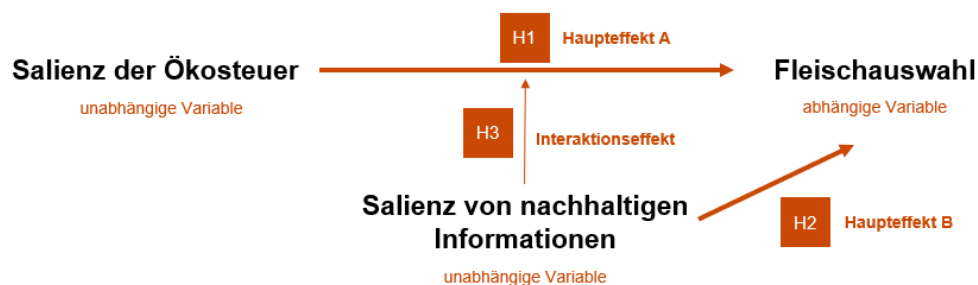 H1
Haupteffekt A
Salienz der Ökosteuer
Fleischauswahl
unabhängige Variable
abhängige Variable
H3
Interaktionseffekt
Salienz von nachhaltigen
Informationen
H2
Haupteffekt B
unabhängige Variable